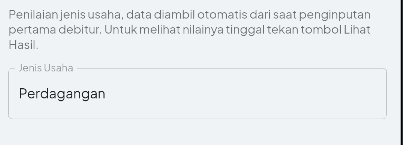 Penilaian jenis usaha, data diambil otomatis dari saat penginputan
pertama debitur. Untuk melihat nilainya tinggal tekan tombol Lihat
Hasil.
Jenis Usaha
Perdagangan